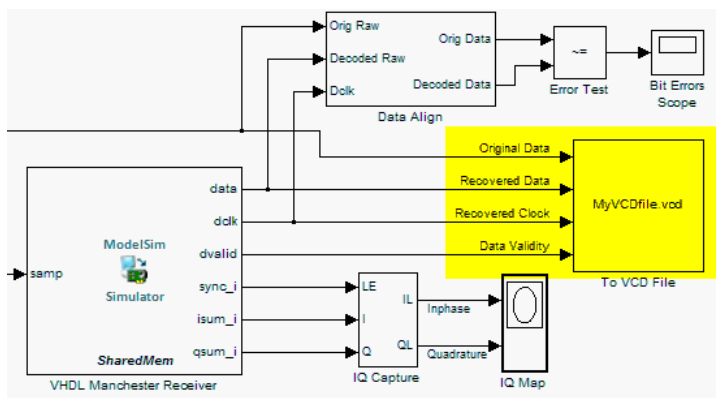 Orig Raw
Orig Data
Decoded Raw
~=
Decoded Data
Dclk
Error Test
Bit Errors
Scope
Data Align
Original Data
data
Recovered Data
MyVCDfile.vcd
dclk
Recovered Clock
ModelSim
dvalid
Data Validity
samp
Simulator
sync_i
LE
IL
Inphase
To VCD File
isum_i
I
SharedMem
qsum_i
Q
QL
Quadrature
VHDL Manchester Receiver
IQ Capture
IQ Map